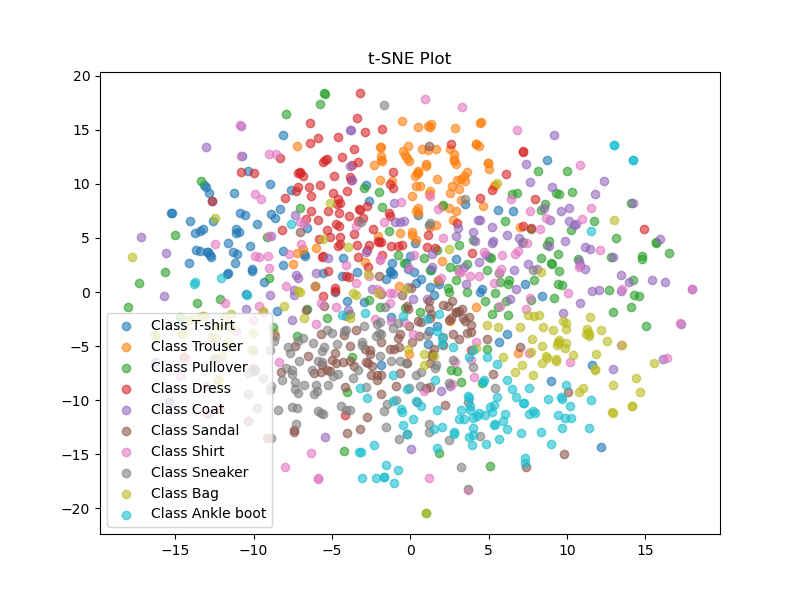 t-SNE Plot
20
15
10
5
0
−5
−10
−15
−20
Class T-shirt
Class Trouser
Class Pullover
Class Dress
Class Coat
Class Sandal
Class Shirt
Class Sneaker
Class Bag
Class Ankle boot
−15 −10 −5 0 5 10 15